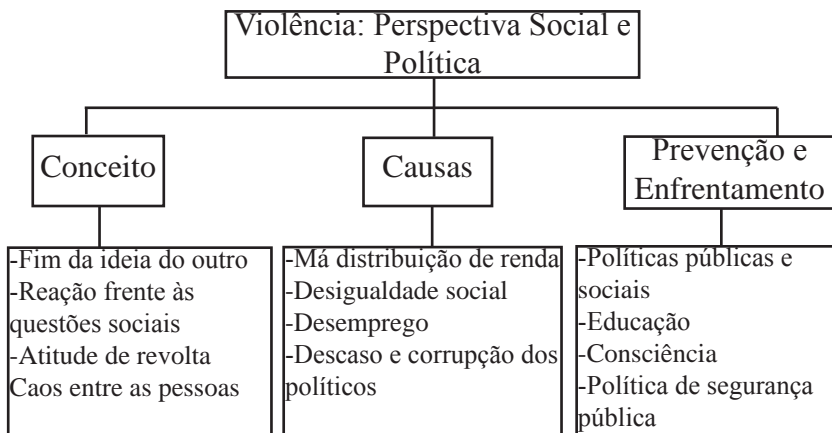 Violência: Perspectiva Social e
Política
Conceito
Causas
Prevenção e
Enfrentamento
-Fim da ideia do outro
-Reação frente às
questões sociais
-Atitude de revolta
Caos entre as pessoas
-Má distribuição de renda
-Desigualdade social
-Desemprego
-Descaso e corrupção dos
políticos
-Políticas públicas e
sociais
-Educação
-Consciência
-Política de segurança
pública